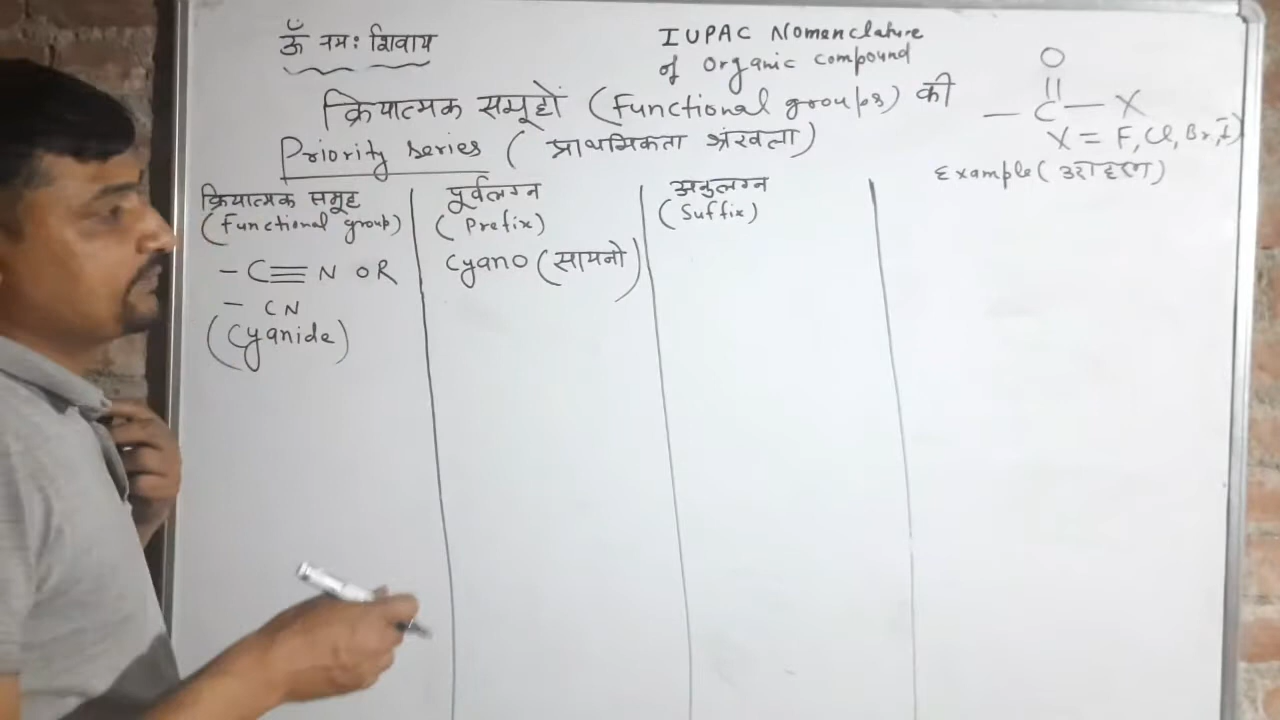 ॐ नमः शिवाय
IUPAC Nomenclature
of Organic compound
क्रियात्मक समूहों (Functional groups) की
Priority series ( प्राथमिकता श्रंखला)
O
||
— C — X
X = F, Cl, Br, I)
क्रियात्मक समूह
(Functional group)
पूर्वलग्न
(Prefix)
अनुलग्न
(Suffix)
Example (उदाहरण)
– C≡N OR
– CN
(Cyanide)
Cyano (सायनो)